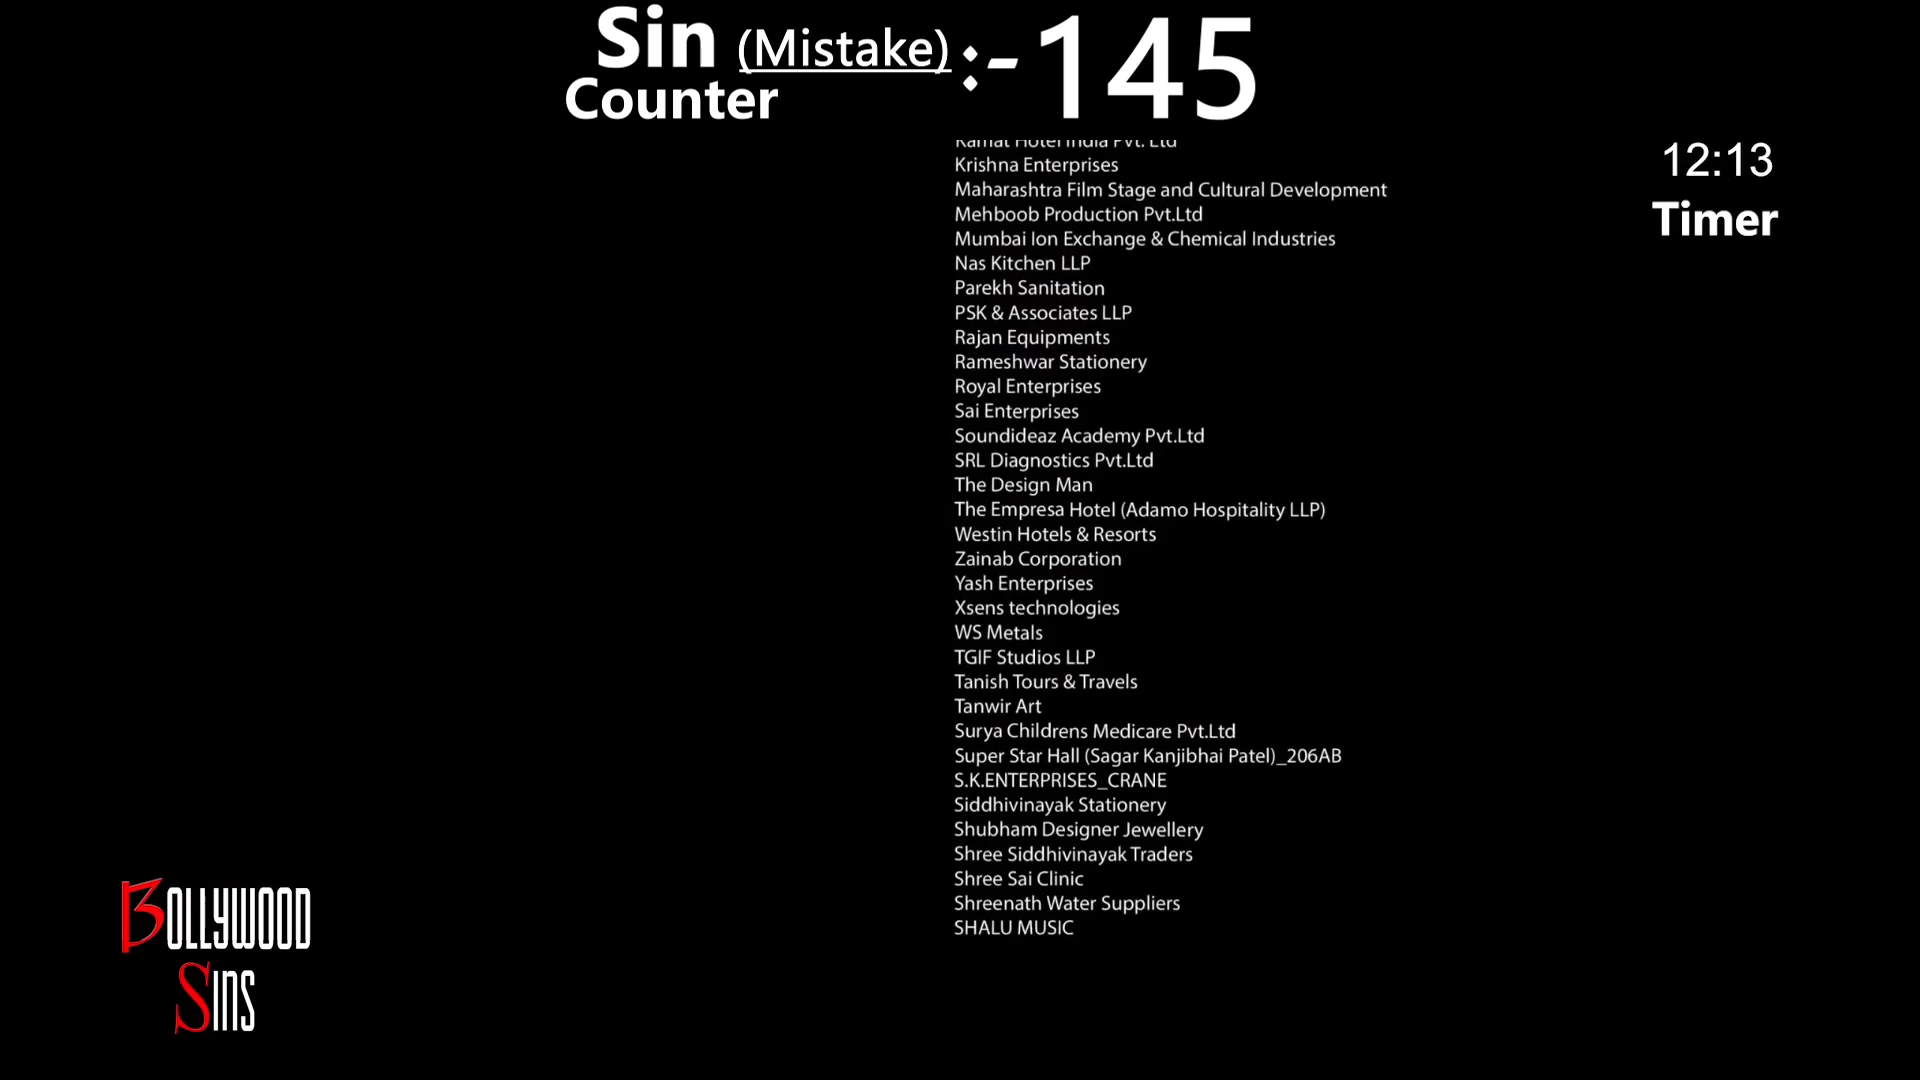 Sin (Mistake) :- 145
Counter
Kamat Hotel India Pvt. Ltd
Krishna Enterprises
Maharashtra Film Stage and Cultural Development
Mehboob Production Pvt.Ltd
Mumbai Ion Exchange & Chemical Industries
Nas Kitchen LLP
Parekh Sanitation
PSK & Associates LLP
Rajan Equipments
Rameshwar Stationery
Royal Enterprises
Sai Enterprises
Soundideaz Academy Pvt.Ltd
SRL Diagnostics Pvt.Ltd
The Design Man
The Empresa Hotel (Adamo Hospitality LLP)
Westin Hotels & Resorts
Zainab Corporation
Yash Enterprises
Xsens technologies
WS Metals
TGIF Studios LLP
Tanish Tours & Travels
Tanwir Art
Surya Childrens Medicare Pvt.Ltd
Super Star Hall (Sagar Kanjibhai Patel)_206AB
S.K.ENTERPRISES_CRANE
Siddhivinayak Stationery
Shubham Designer Jewellery
Shree Siddhivinayak Traders
Shree Sai Clinic
Shreenath Water Suppliers
SHALU MUSIC
12:13
Timer
BOLLYWOOD
SINS